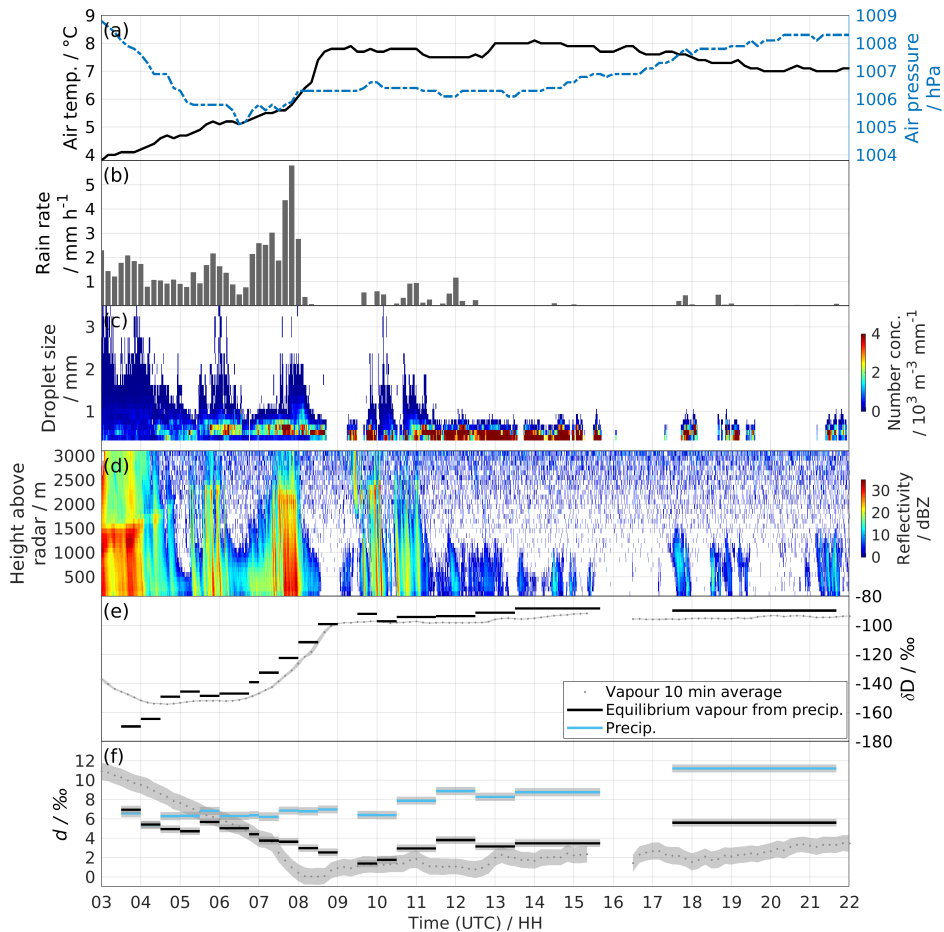 (a)
9
8
7
6
5
4
Air temp. / °C
1009
1008
1007
1006
1005
1004
Air pressure
/ hPa
(b)
5
4
3
2
1
Rain rate
/ mm h⁻¹
(c)
3
2
1
Droplet size
/ mm
4
2
0
Number conc.
/ 10³ m⁻³ mm⁻¹
(d)
3000
2500
2000
1500
1000
500
Height above
radar / m
30
20
10
0
Reflectivity
/ dBZ
(e)
-80
-100
-120
-140
-160
-180
δD / ‰
Vapour 10 min average
Equilibrium vapour from precip.
Precip.
(f)
12
10
8
6
4
2
0
d / ‰
03 04 05 06 07 08 09 10 11 12 13 14 15 16 17 18 19 20 21 22
Time (UTC) / HH